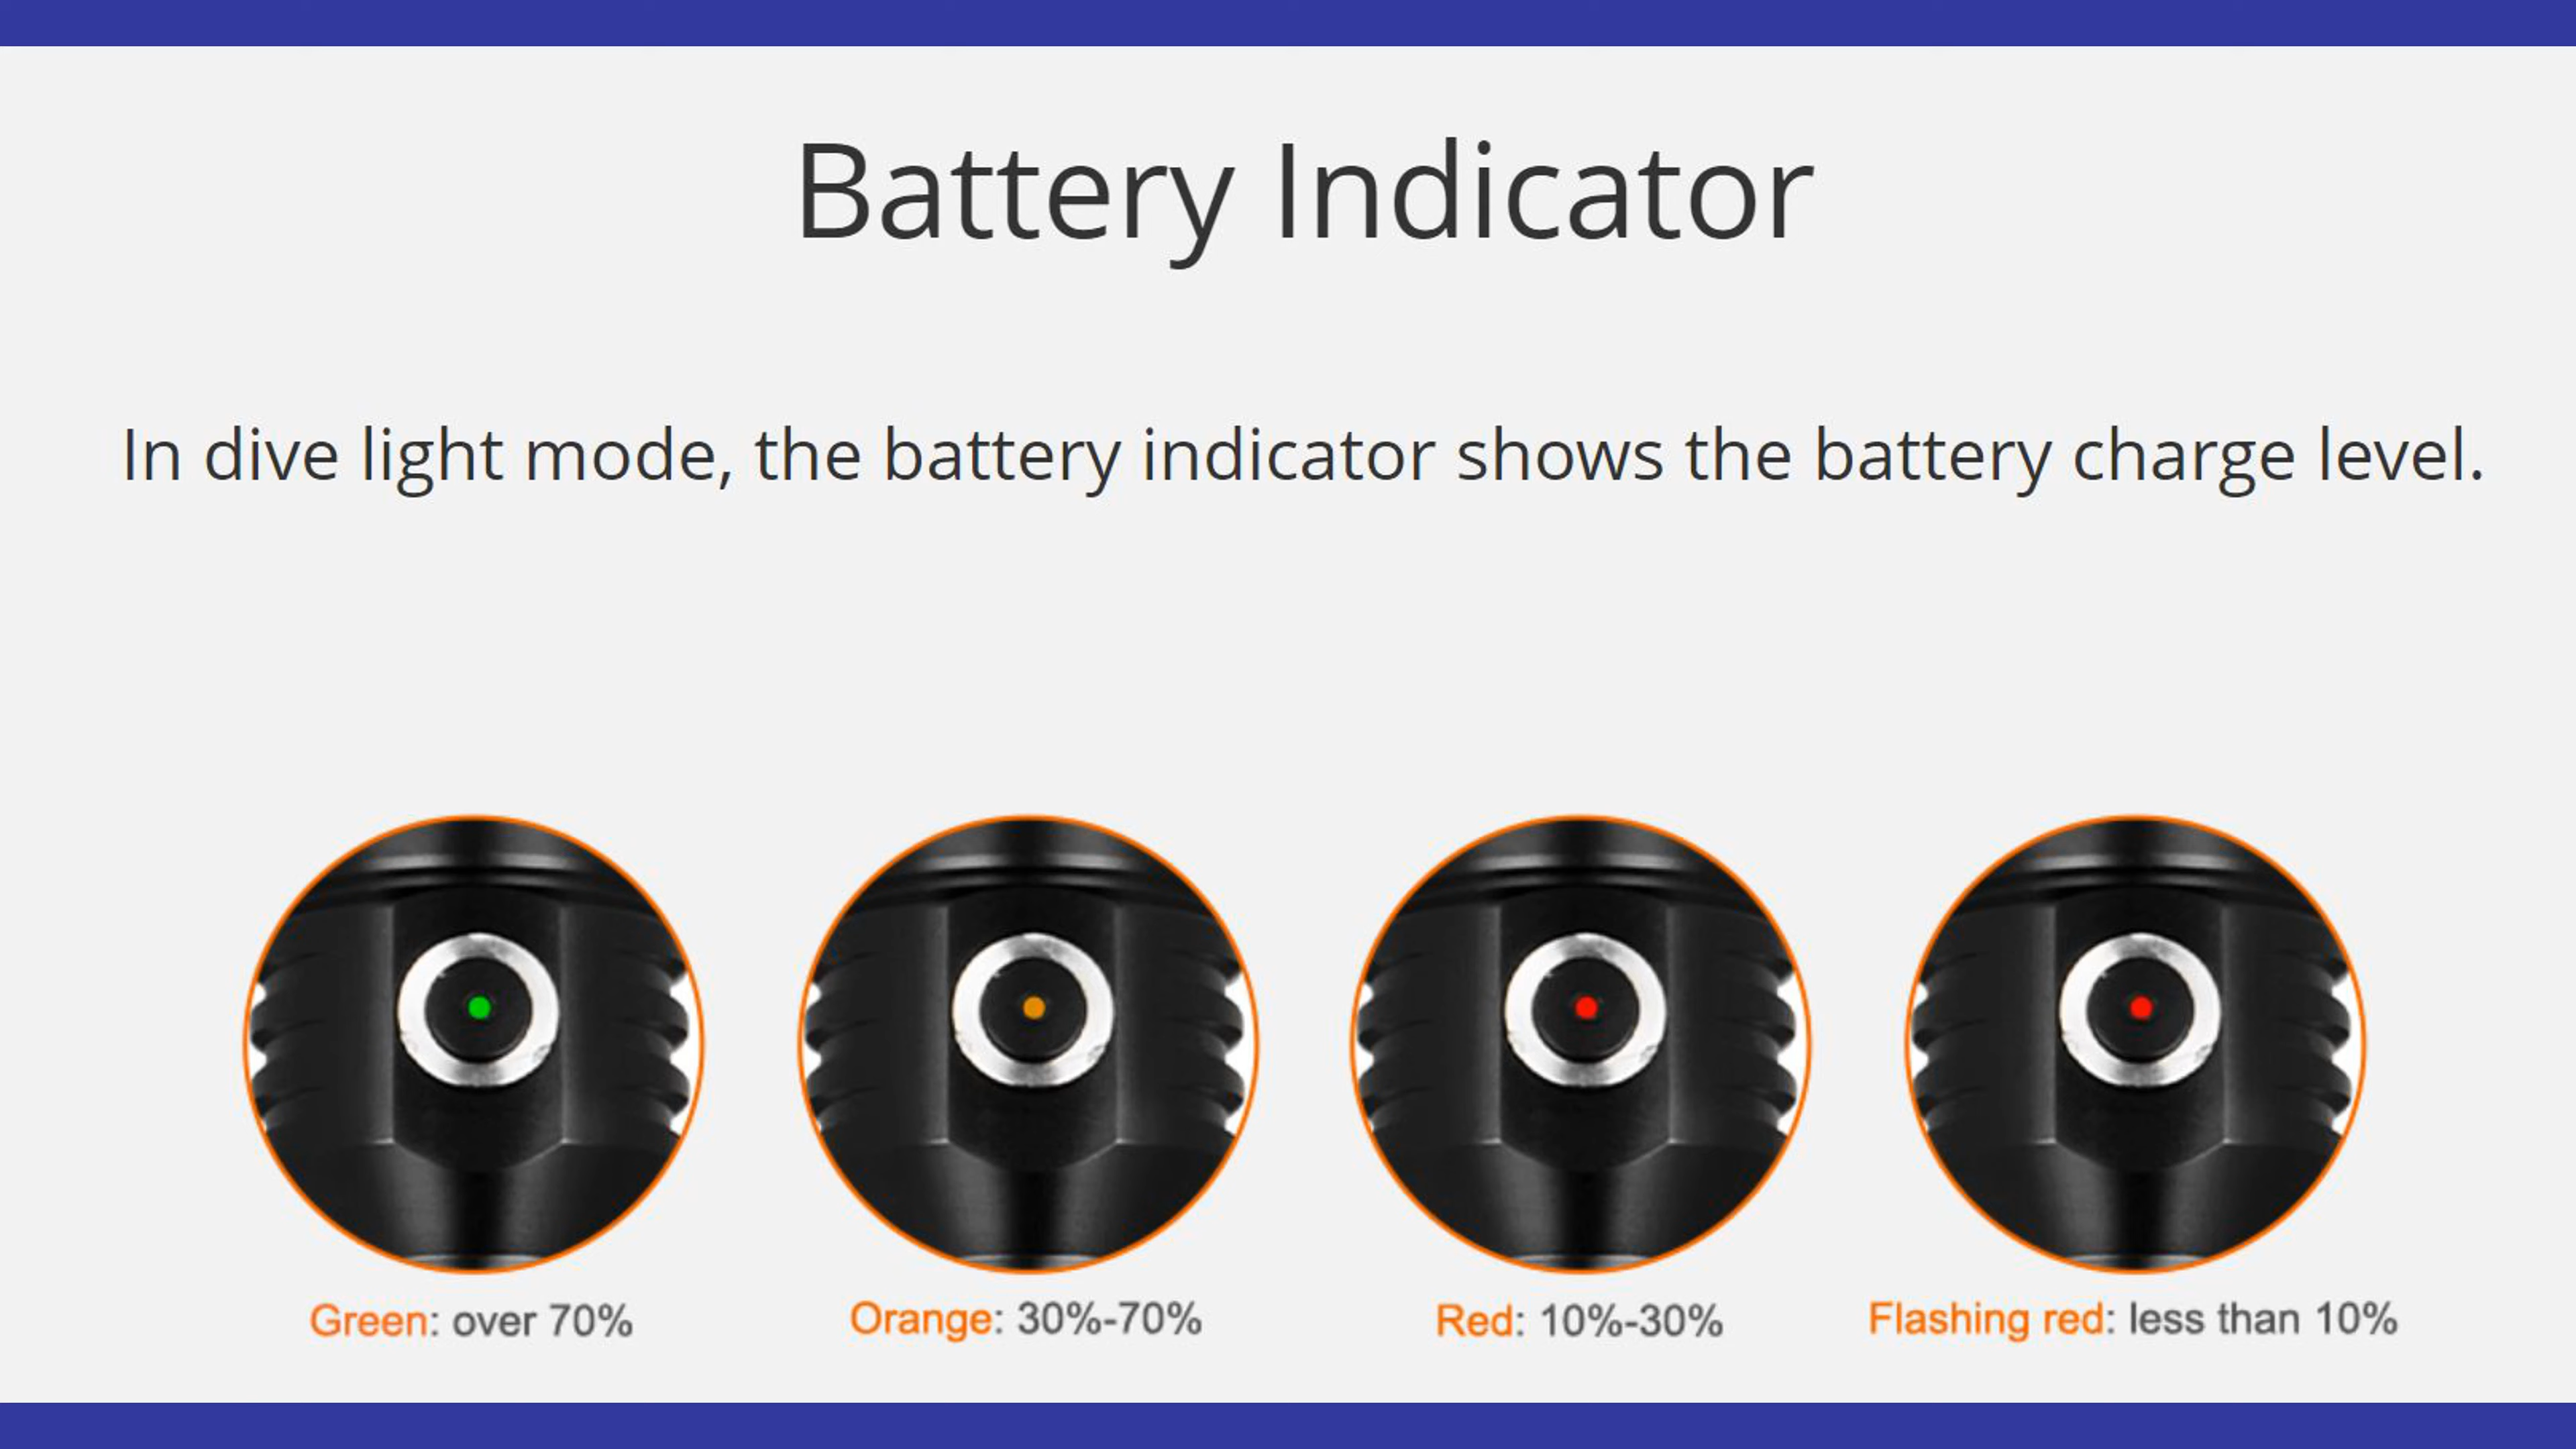 Battery Indicator
In dive light mode, the battery indicator shows the battery charge level.
Green: over 70%
Orange: 30%-70%
Red: 10%-30%
Flashing red: less than 10%